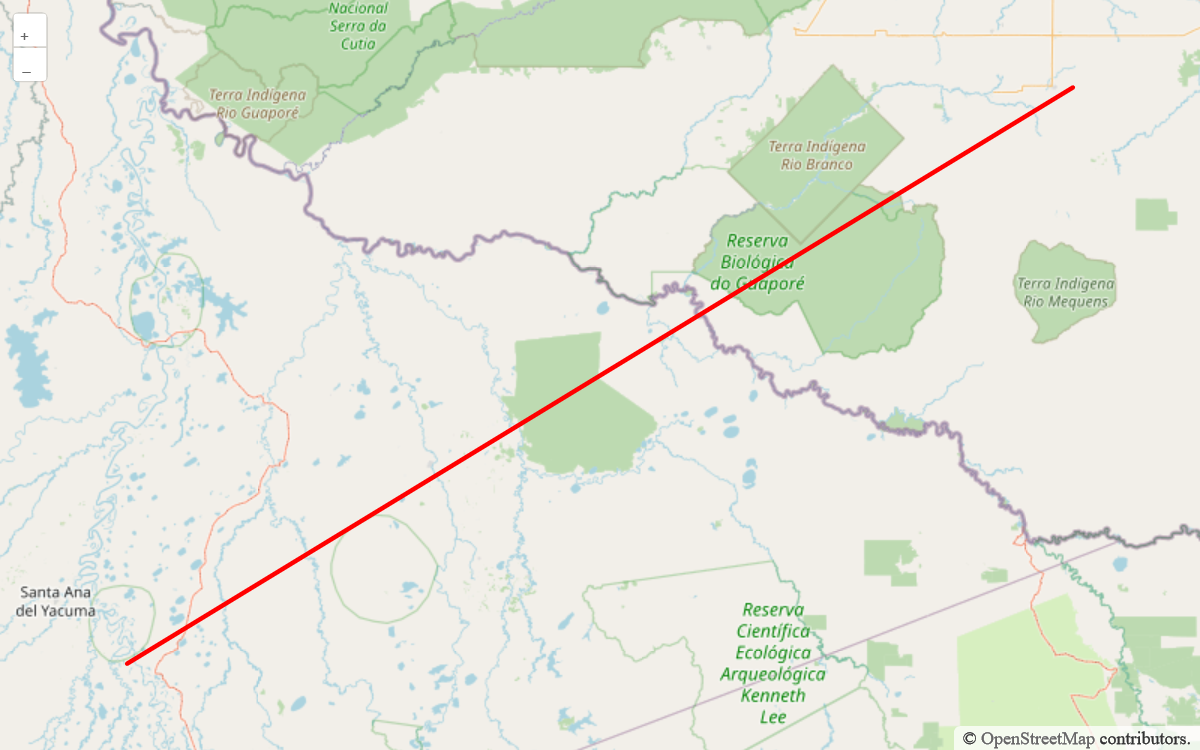 +
−
Nacional
Serra da
Cutia
Terra Indígena
Rio Guaporé
Terra Indígena
Rio Branco
Reserva
Biológica
do Guaporé
Terra Indígena
Rio Mequens
Santa Ana
del Yacuma
Reserva
Científica
Ecológica
Arqueológica
Kenneth
Lee
© OpenStreetMap contributors.